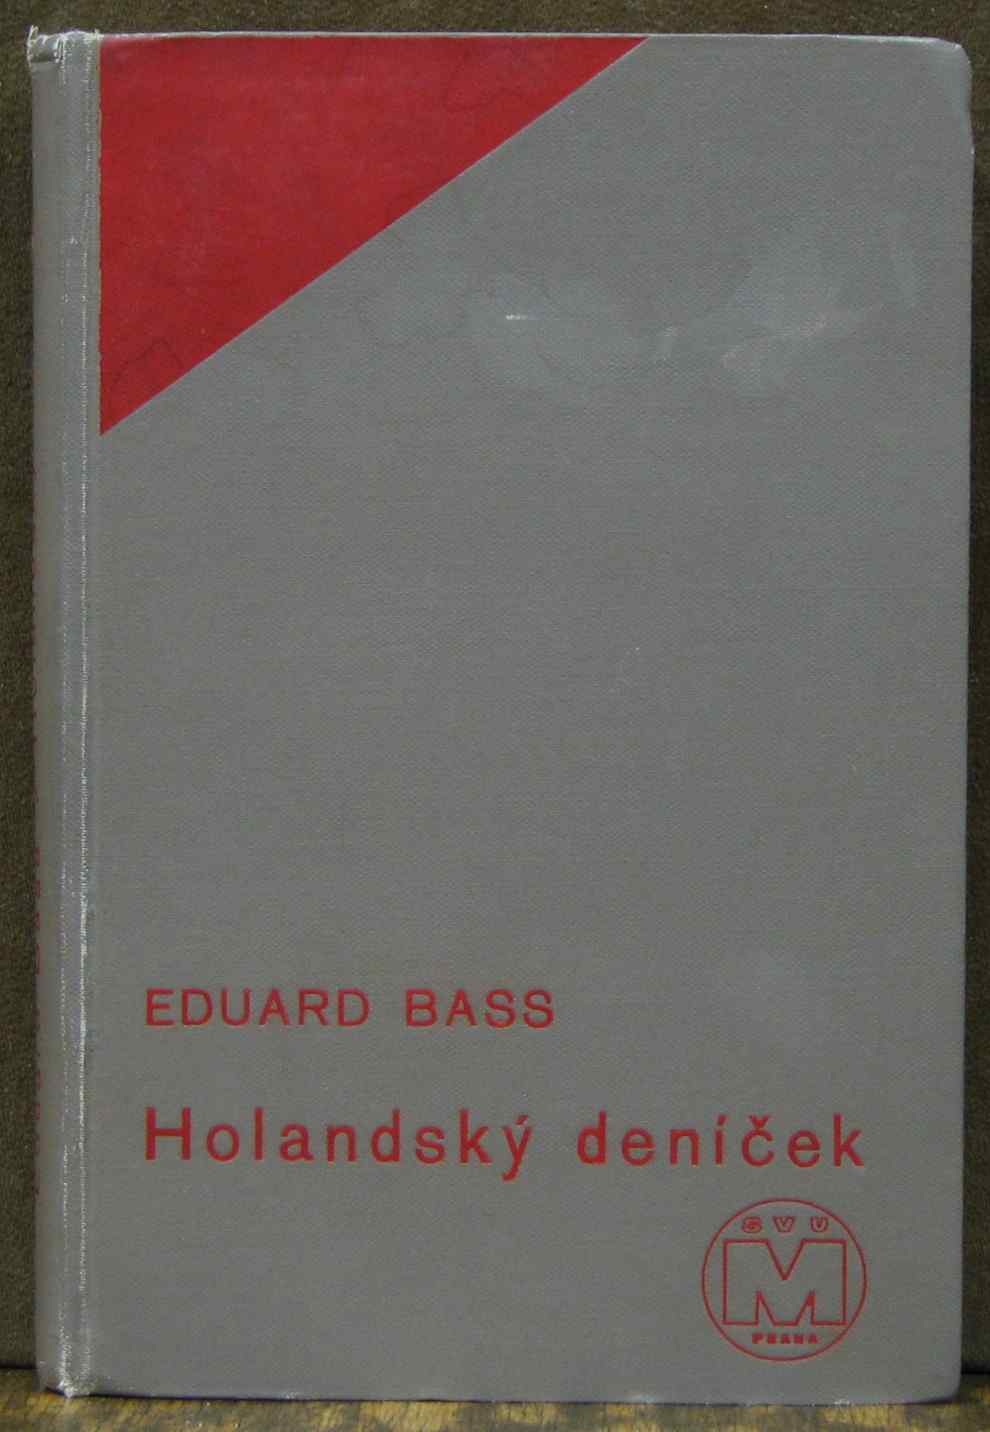 EDUARD BASS
Holandský deníček
SVU
M
PRAHA